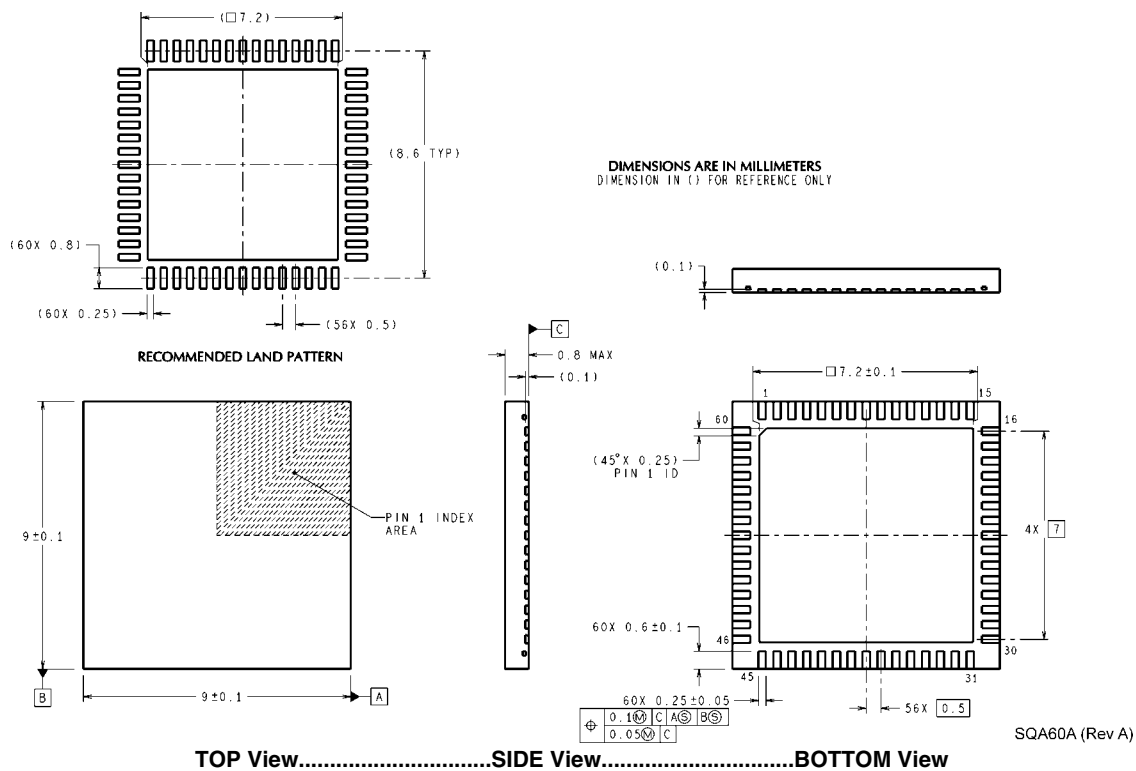 (□7.2)
(8.6 TYP)
DIMENSIONS ARE IN MILLIMETERS
DIMENSION IN () FOR REFERENCE ONLY
(60X 0.8)
(60X 0.25)
(56X 0.5)
RECOMMENDED LAND PATTERN
(0.1)
C
0.8 MAX
(0.1)
□7.2±0.1
1
15
60
16
(45°X 0.25)
PIN 1 ID
PIN 1 INDEX
AREA
9±0.1
4X 7
60X 0.6±0.1
46
30
45
31
B
9±0.1
A
60X 0.25±0.05
56X 0.5
⌖ 0.1Ⓜ C AⓈ BⓈ
0.05Ⓜ C
SQA60A (Rev A)
TOP View...............................SIDE View...............................BOTTOM View